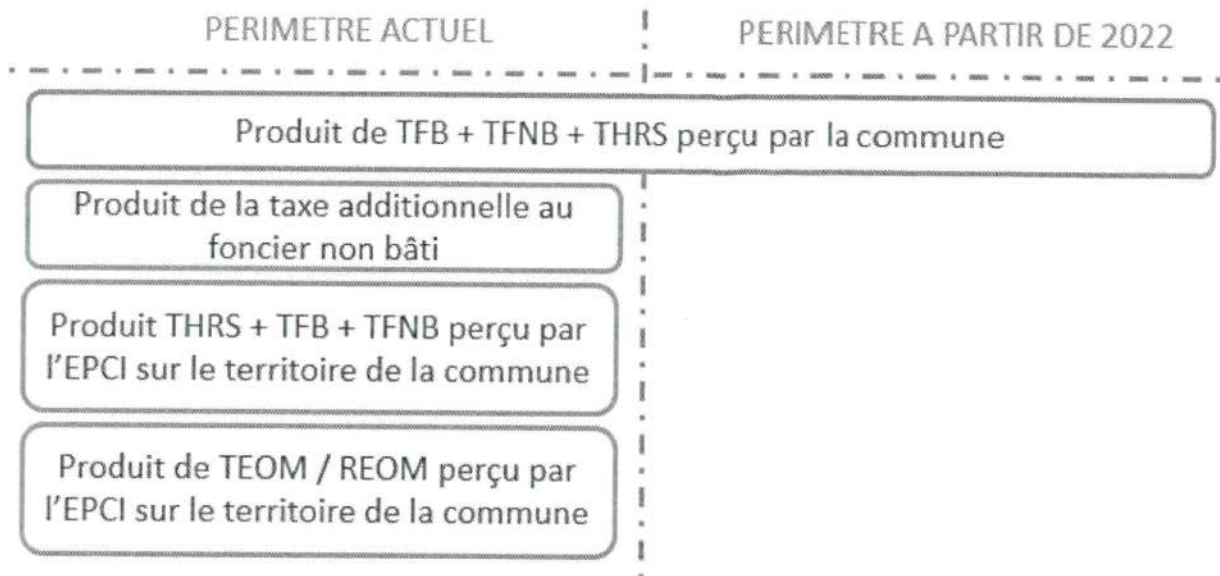 PERIMETRE ACTUEL
PERIMETRE A PARTIR DE 2022
Produit de TFB + TFNB + THRS perçu par la commune
Produit de la taxe additionnelle au
foncier non bâti
Produit THRS + TFB + TFNB perçu par
l'EPCI sur le territoire de la commune
Produit de TEOM / REOM perçu par
l'EPCI sur le territoire de la commune